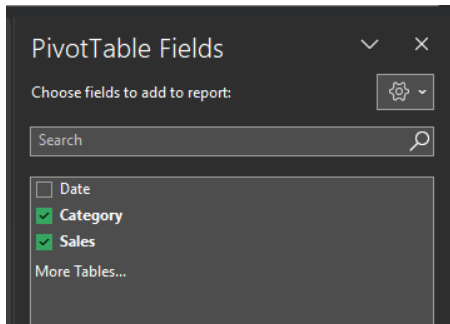 PivotTable Fields
Choose fields to add to report:
Search
Date
Category
Sales
More Tables...